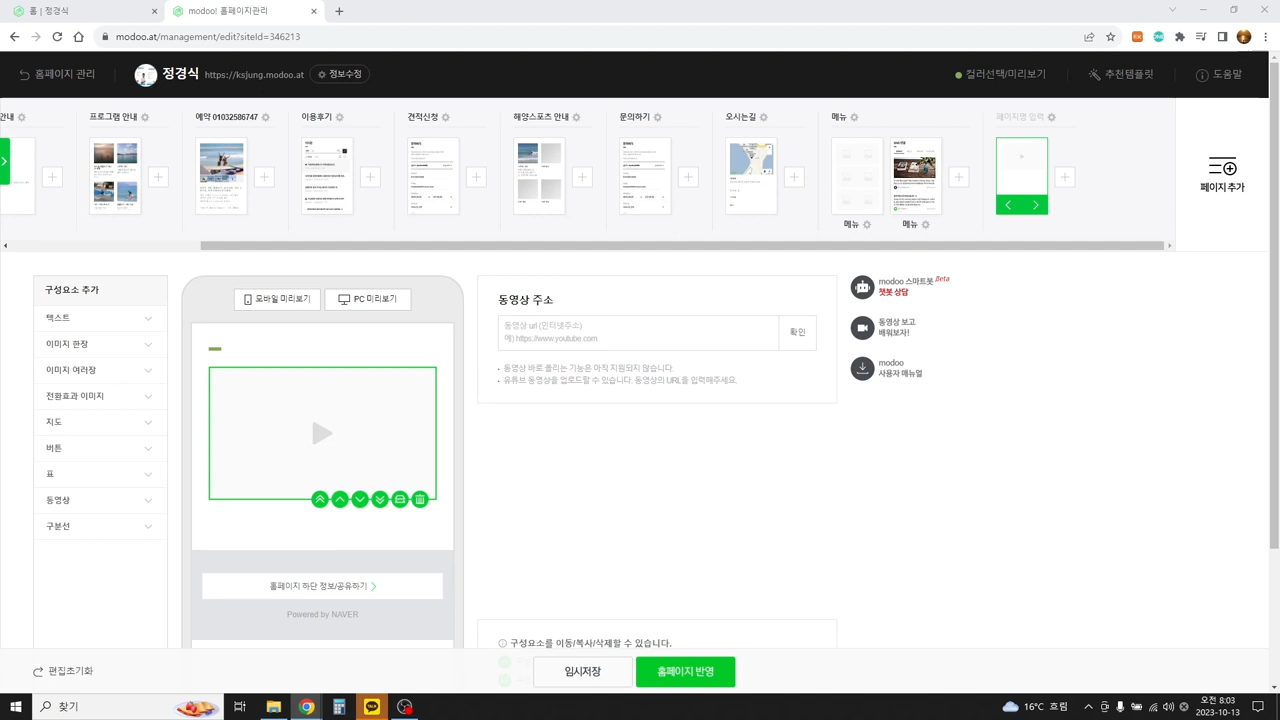 홈 | 정경식
modoo! 홈페이지관리
modoo.at/management/edit?siteId=346213
홈페이지 관리
정경식 https://ksjung.modoo.at 정보수정
컬러선택/미리보기
추천템플릿
도움말
안내
프로그램 안내
예약 01032586747
이용후기
견적신청
해양스포츠 안내
문의하기
오시는길
메뉴
페이지명 입력
메뉴
메뉴
페이지 추가
구성요소 추가
텍스트
이미지 한장
이미지 여러장
전환효과 이미지
지도
버튼
표
동영상
구분선
모바일 미리보기
PC 미리보기
홈페이지 하단 정보/공유하기
Powered by NAVER
동영상 주소
동영상 url (인터넷주소)
예) https://www.youtube.com
확인
동영상 바로 올리는 기능은 아직 지원되지 않습니다.
유튜브 동영상을 업로드할 수 있습니다. 동영상의 URL을 입력해주세요.
modoo 스마트봇 Beta
챗봇 상담
동영상 보고
배워보자!
modoo
사용자 매뉴얼
구성요소를 이동/복사/삭제할 수 있습니다.
편집초기화
임시저장
홈페이지 반영
찾기
16°C 흐림
오전 8:03
2023-10-13